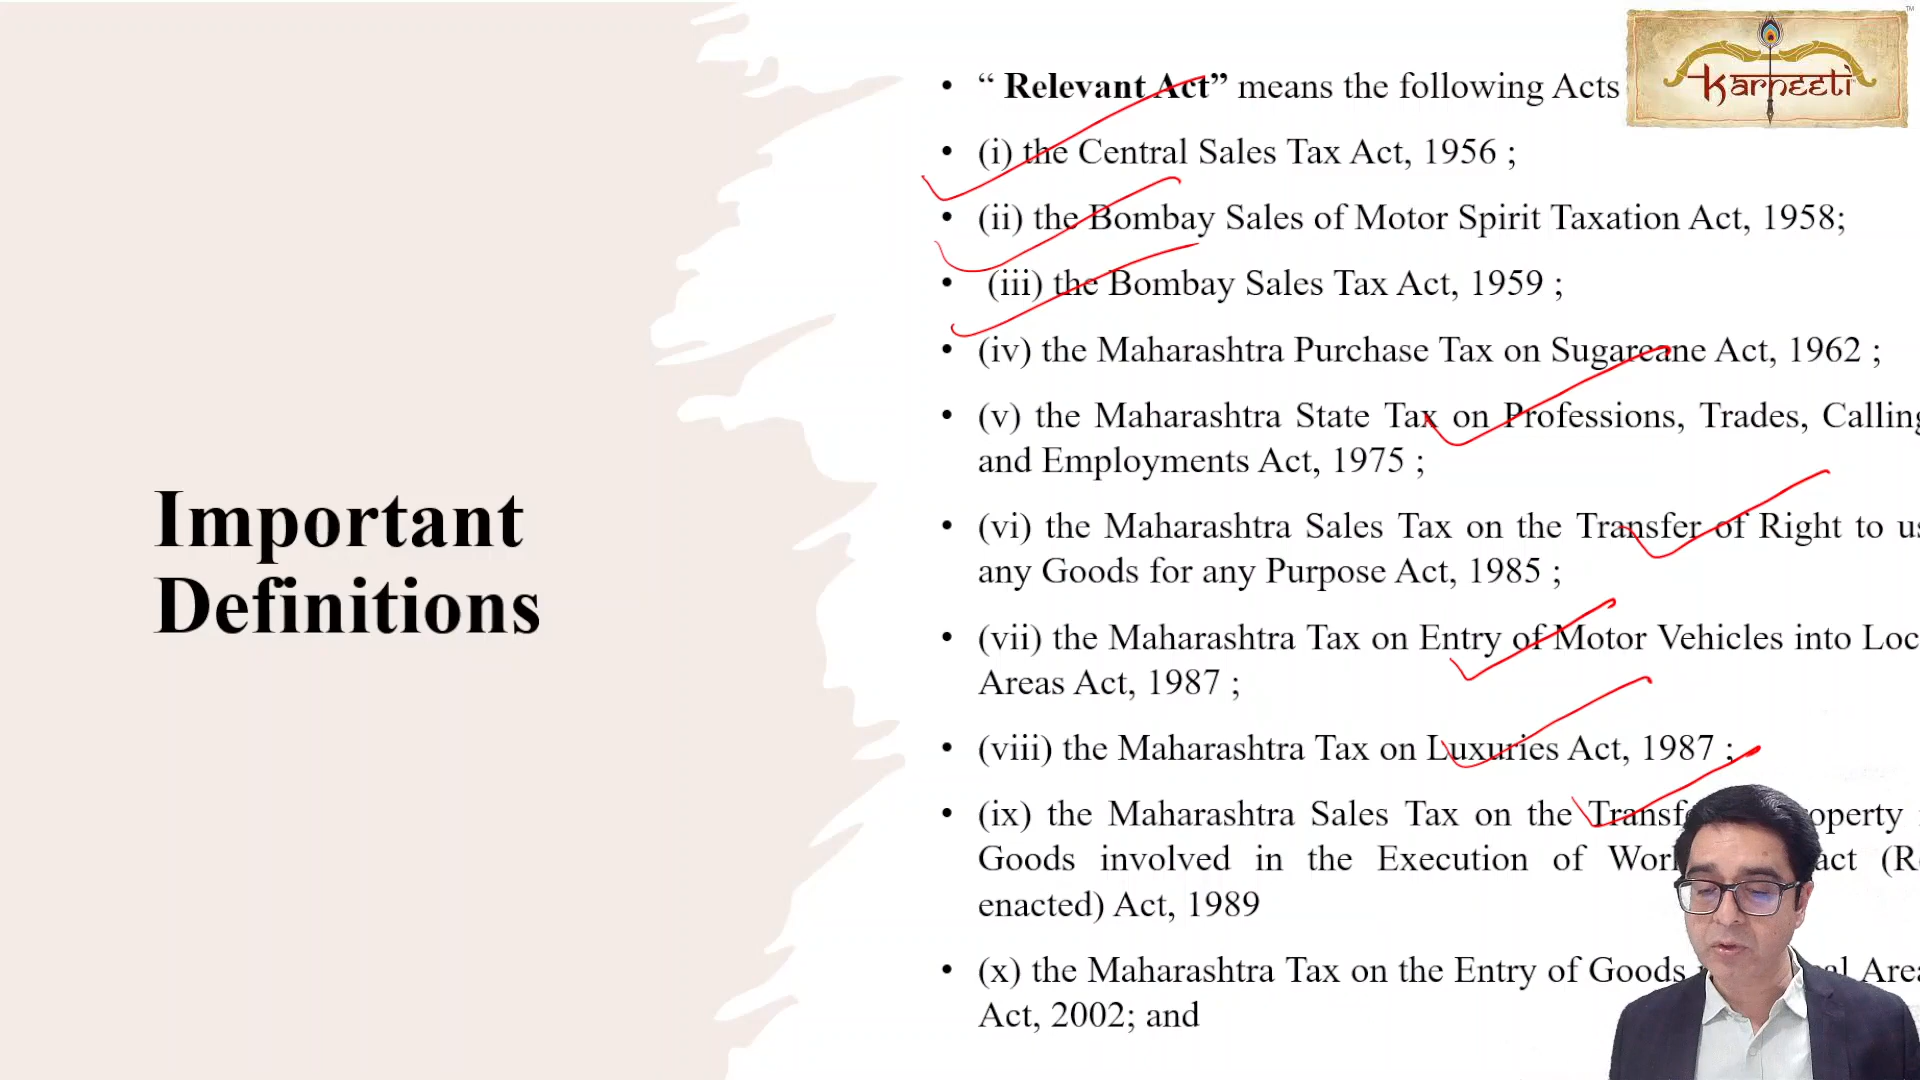 Important
Definitions
• “ Relevant Act” means the following Acts
• (i) the Central Sales Tax Act, 1956 ;
• (ii) the Bombay Sales of Motor Spirit Taxation Act, 1958;
• (iii) the Bombay Sales Tax Act, 1959 ;
• (iv) the Maharashtra Purchase Tax on Sugarcane Act, 1962 ;
• (v) the Maharashtra State Tax on Professions, Trades,
and Employments Act, 1975 ;
• (vi) the Maharashtra Sales Tax on the Transfer of Right to
any Goods for any Purpose Act, 1985 ;
• (vii) the Maharashtra Tax on Entry of Motor Vehicles into
Areas Act, 1987 ;
• (viii) the Maharashtra Tax on Luxuries Act, 1987 ;
• (ix) the Maharashtra Sales Tax on the
Goods involved in the Execution of
enacted) Act, 1989
• (x) the Maharashtra Tax on the Entry of Goods
Act, 2002; and
Karneeti
TM